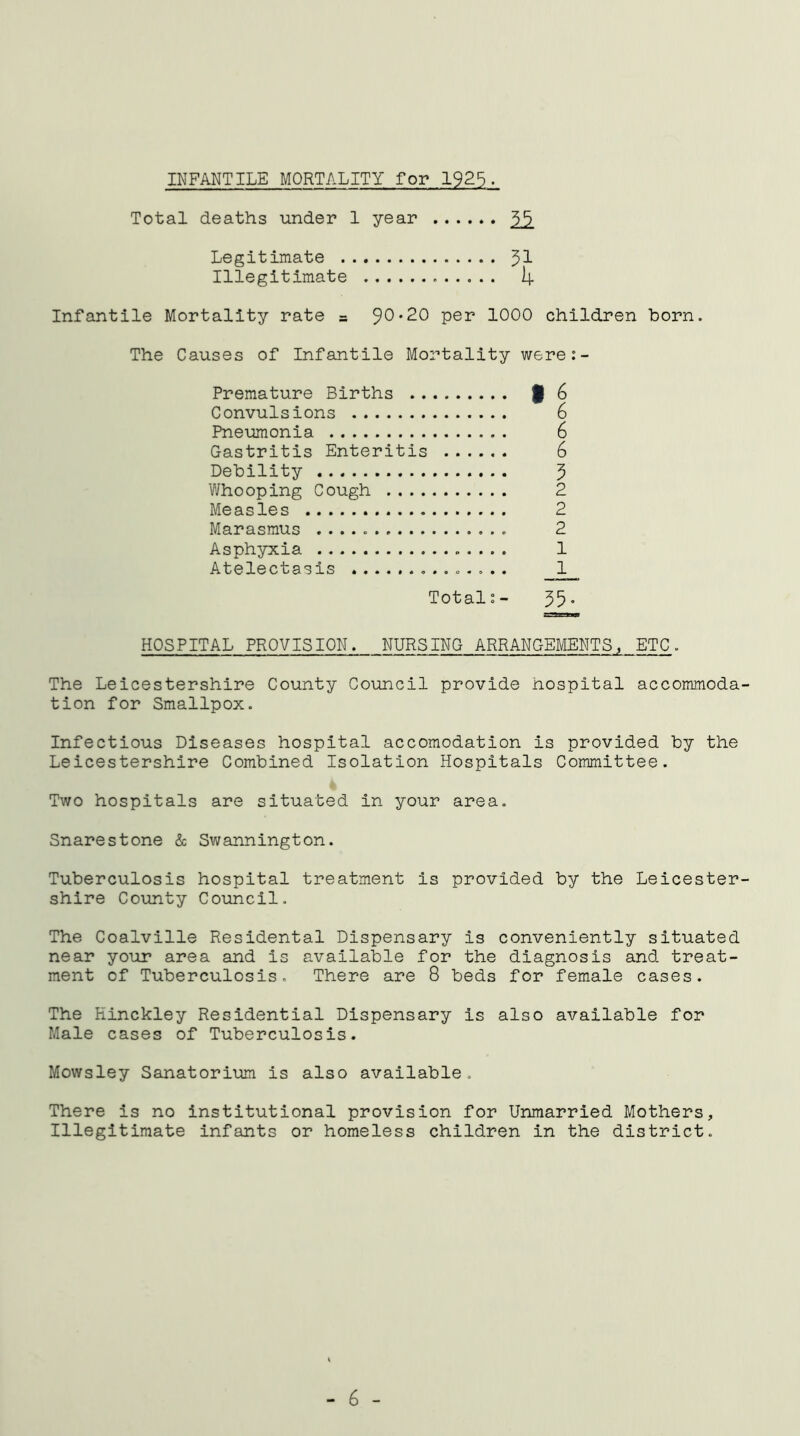 INFANTILE MORTALITY for 1925.
Total deaths under 1 year ...... 35
Legitimate .............. 31
Illegitimate ............ 4
Infantile Mortality rate = 90.20 per 1000 children born.
The Causes of Infantile Mortality were:-
Premature Births ......... 6
Convulsions .............. 6
Pneumonia ................ 6
Gastritis Enteritis ...... 6
Debility ................. 3
Whooping Cough ........... 2
Measles .................. 2
Marasmus ................. 2
Asphyxia ................. 1
Atelectasis .............. 1
Total:- 35.
HOSPITAL PROVISION. NURSING ARRANGEMENTS, ETC.
The Leicestershire County Council provide hospital accommoda-
tion for Smallpox.
Infectious Diseases hospital accomodation is provided by the
Leicestershire Combined Isolation Hospitals Committee.
Two hospitals are situated in your area.
Snarestone & Swannington.
Tuberculosis hospital treatment is provided by the Leicester-
shire County Council.
The Coalville Residental Dispensary is conveniently situated
near your area and is available for the diagnosis and treat-
ment of Tuberculosis. There are 8 beds for female cases.
The Hinckley Residential Dispensary is also available for
Male cases of Tuberculosis.
Mowsley Sanatorium is also available.
There is no institutional provision for Unmarried Mothers,
Illegitimate infants or homeless children in the district.
- 6 -